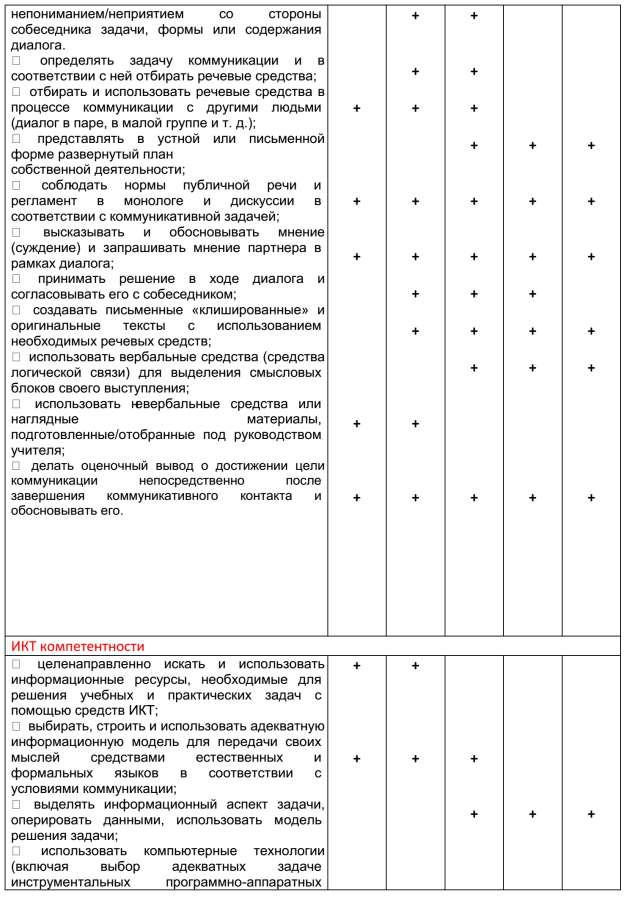 непониманием/неприятием со стороны + +
собеседника задачи, формы или содержания
диалога.
□ определять задачу коммуникации и в
соответствии с ней отбирать речевые средства; + +
□ отбирать и использовать речевые средства в
процессе коммуникации с другими людьми + + +
(диалог в паре, в малой группе и т. д.);
□ представлять в устной или письменной
форме развернутый план + + +
собственной деятельности;
□ соблюдать нормы публичной речи и
регламент в монологе и дискуссии в + + + + +
соответствии с коммуникативной задачей;
□ высказывать и обосновывать мнение
(суждение) и запрашивать мнение партнера в
рамках диалога; + + + + +
□ принимать решение в ходе диалога и
согласовывать его с собеседником; + + +
□ создавать письменные «клишированные» и
оригинальные тексты с использованием
необходимых речевых средств; + + + +
□ использовать вербальные средства (средства
логической связи) для выделения смысловых + + +
блоков своего выступления;
□ использовать невербальные средства или
наглядные материалы, + +
подготовленные/отобранные под руководством
учителя;
□ делать оценочный вывод о достижении цели
коммуникации непосредственно после
завершения коммуникативного контакта и + + + + +
обосновывать его.
ИКТ компетентности
□ целенаправленно искать и использовать + +
информационные ресурсы, необходимые для
решения учебных и практических задач с
помощью средств ИКТ;
□ выбирать, строить и использовать адекватную
информационную модель для передачи своих
мыслей средствами естественных и + + +
формальных языков в соответствии с
условиями коммуникации;
□ выделять информационный аспект задачи,
оперировать данными, использовать модель + + +
решения задачи;
□ использовать компьютерные технологии
(включая выбор адекватных задаче
инструментальных программно-аппаратных